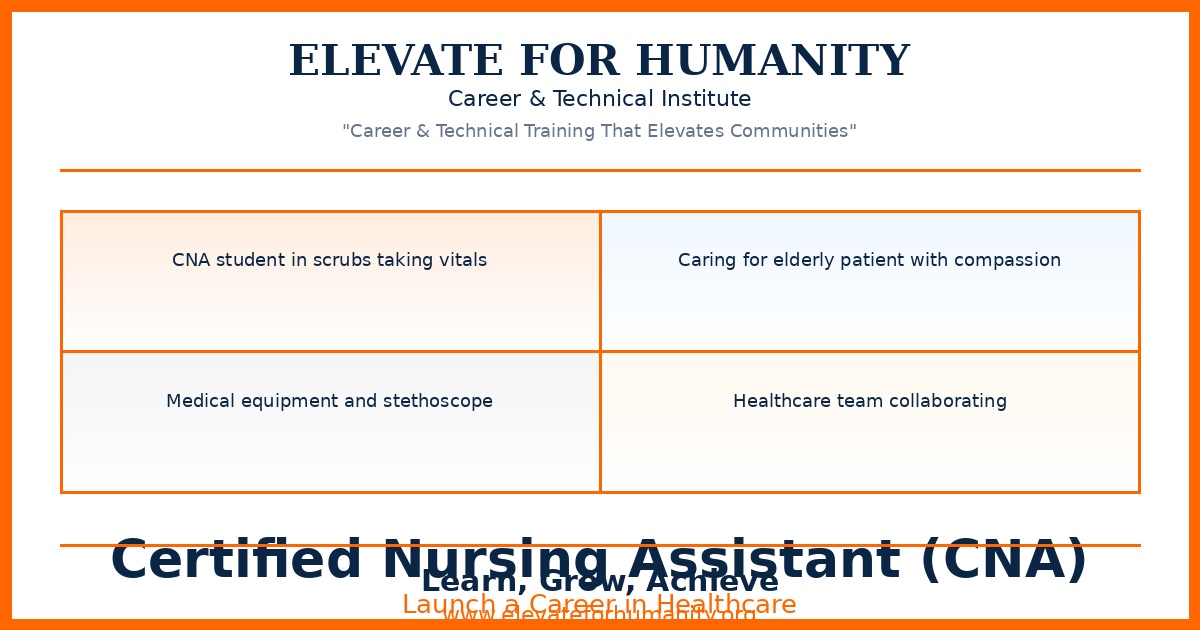 ELEVATE FOR HUMANITY
Career & Technical Institute
"Career & Technical Training That Elevates Communities"
CNA student in scrubs taking vitals
Caring for elderly patient with compassion
Medical equipment and stethoscope
Healthcare team collaborating
Certified Nursing Assistant (CNA)
Learn, Grow, Achieve
Launch a Career in Healthcare
www.elevateforhumanity.org